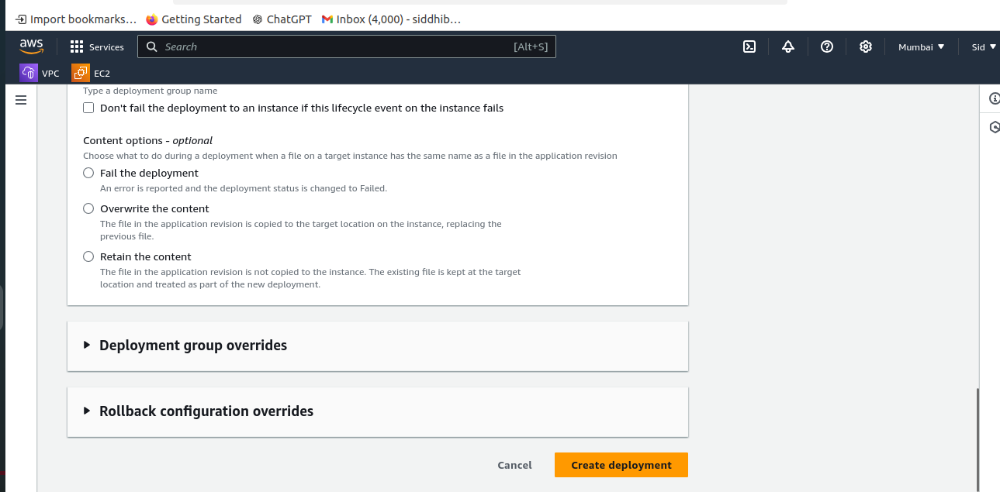 Import bookmarks... Getting Started ChatGPT Inbox (4,000) - siddhib...
aws Services Search [Alt+S] Mumbai Sid
VPC EC2
Type a deployment group name
Don't fail the deployment to an instance if this lifecycle event on the instance fails
Content options - optional
Choose what to do during a deployment when a file on a target instance has the same name as a file in the application revision
Fail the deployment
An error is reported and the deployment status is changed to Failed.
Overwrite the content
The file in the application revision is copied to the target location on the instance, replacing the
previous file.
Retain the content
The file in the application revision is not copied to the instance. The existing file is kept at the target
location and treated as part of the new deployment.
Deployment group overrides
Rollback configuration overrides
Cancel Create deployment